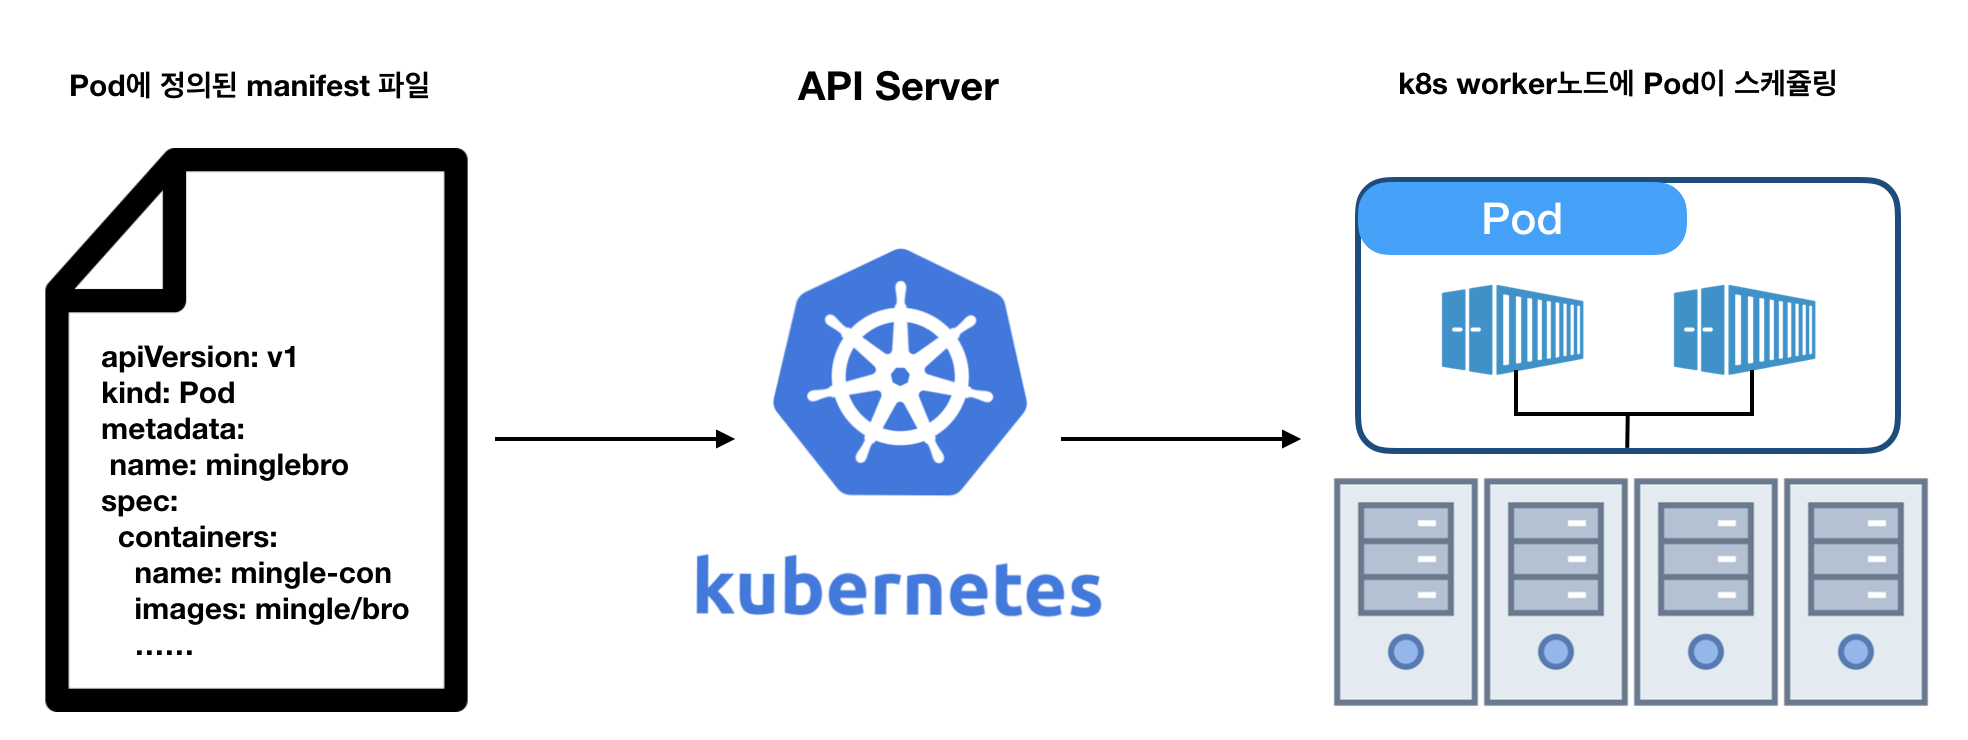 Pod에 정의된 manifest 파일
API Server
k8s worker노드에 Pod이 스케쥴링
apiVersion: v1
kind: Pod
metadata:
name: minglebro
spec:
containers:
name: mingle-con
images: mingle/bro
......
kubernetes
Pod